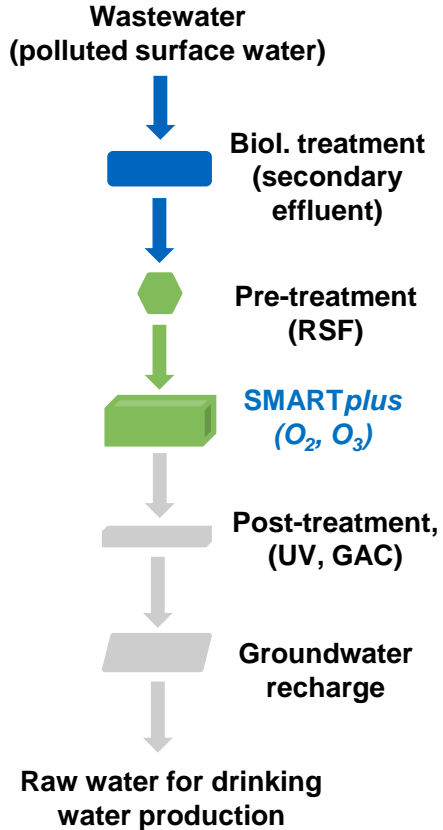 Wastewater
(polluted surface water)
Biol. treatment
(secondary
effluent)
Pre-treatment
(RSF)
SMARTplus
(O₂, O₃)
Post-treatment,
(UV, GAC)
Groundwater
recharge
Raw water for drinking
water production